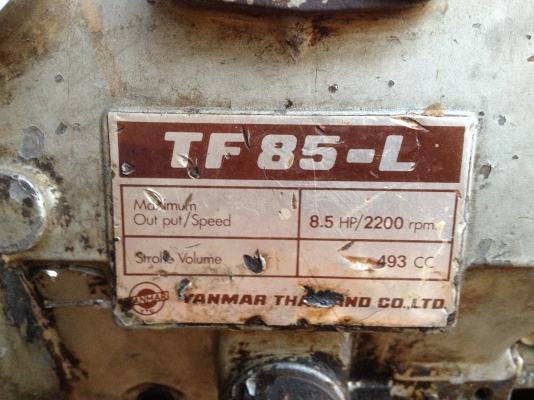 TF 85-L
Maximum
Out put/Speed
8.5 HP/2200 rpm.
Stroke Volume
493 CC
YANMAR
YANMAR THAILAND CO.,LTD.